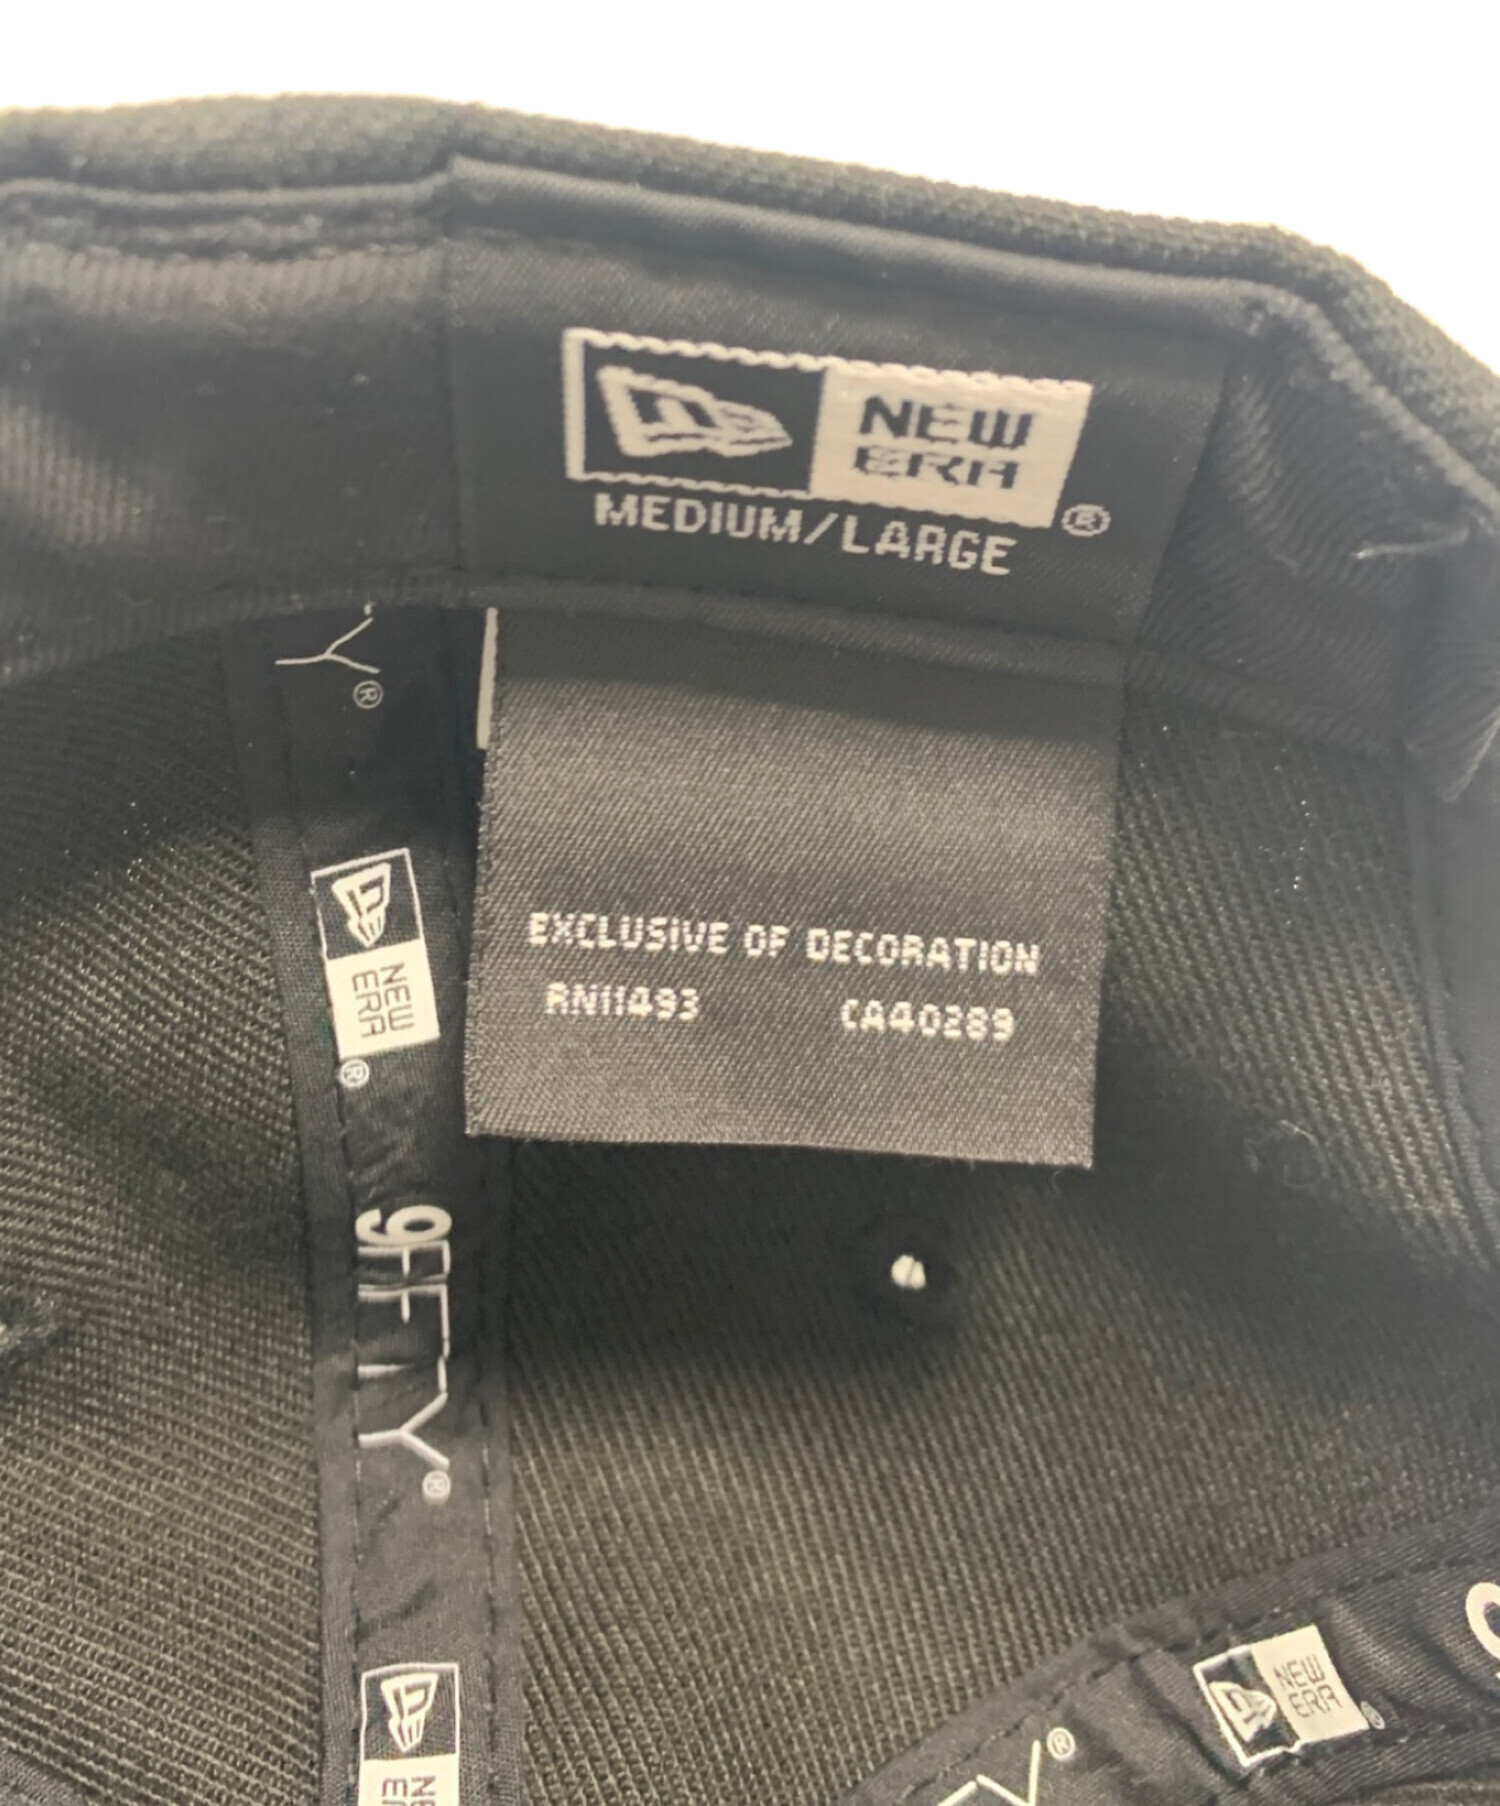 NEW
ERA
®
MEDIUM/LARGE
Y®
EXCLUSIVE OF DECORATION
RN11493 CA40289
NEW
ERA
®
9FIFTY®
NEW
ERA
®
Y®